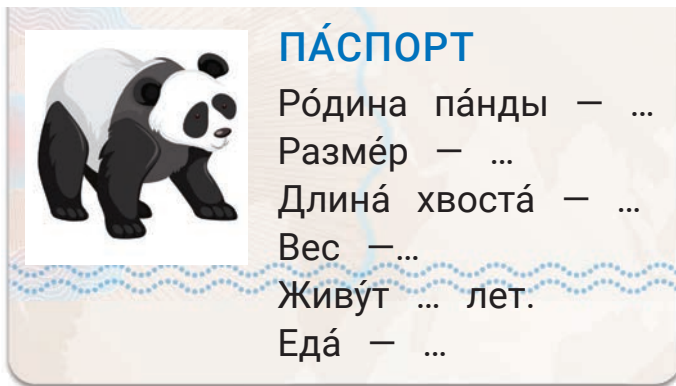 ПА́СПОРТ
Ро́дина па́нды — ...
Разме́р — ...
Длина́ хвоста́ — ...
Вес —...
Живу́т ... лет.
Еда́ — ...